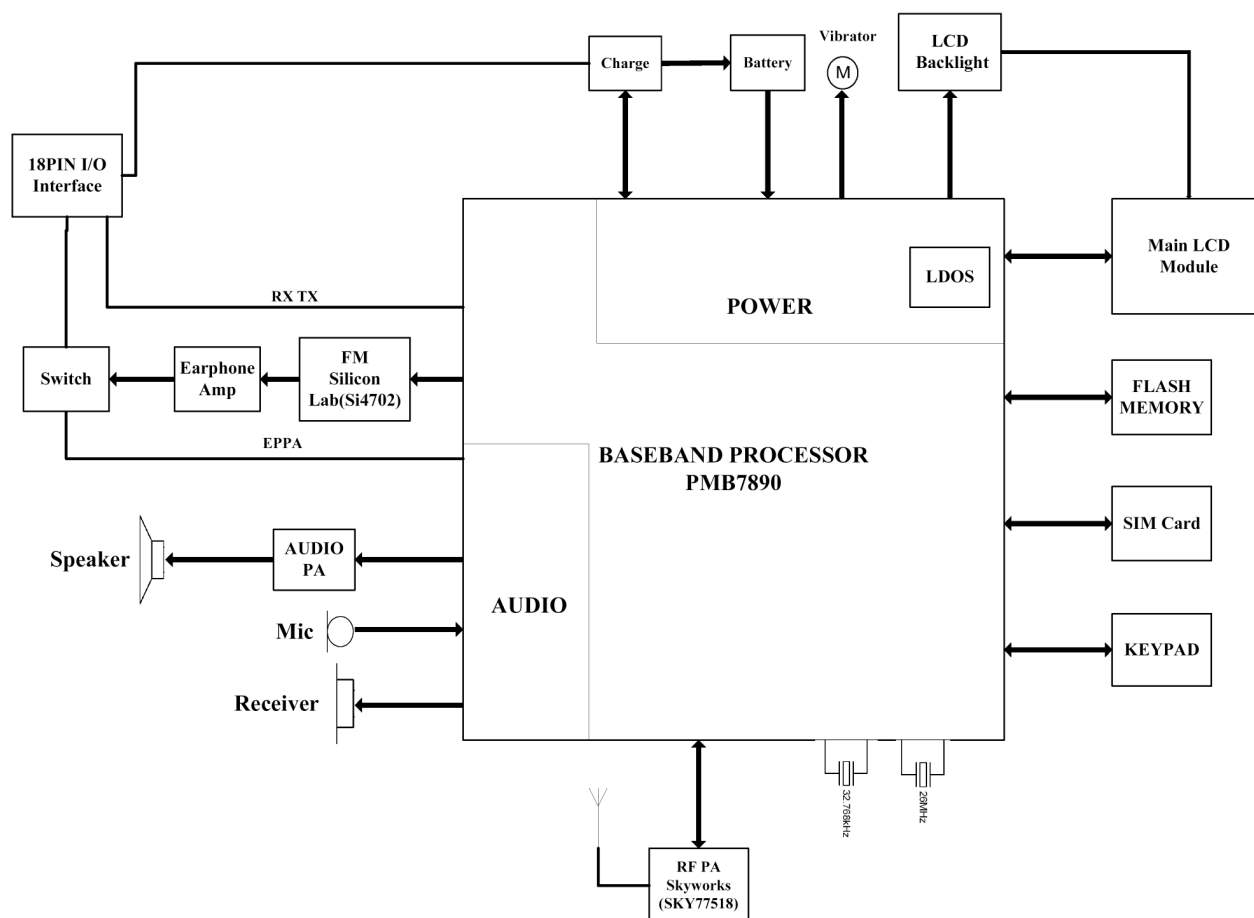 Vibrator
LCD
Backlight
Charge
Battery
M
18PIN I/O
Interface
Main LCD
Module
LDOS
POWER
RX TX
Switch
Earphone
Amp
FM
Silicon
Lab(Si4702)
FLASH
MEMORY
EPPA
BASEBAND PROCESSOR
PMB7890
SIM Card
Speaker
AUDIO
PA
AUDIO
Mic
KEYPAD
Receiver
32.768kHz
26MHz
RF PA
Skyworks
(SKY77518)